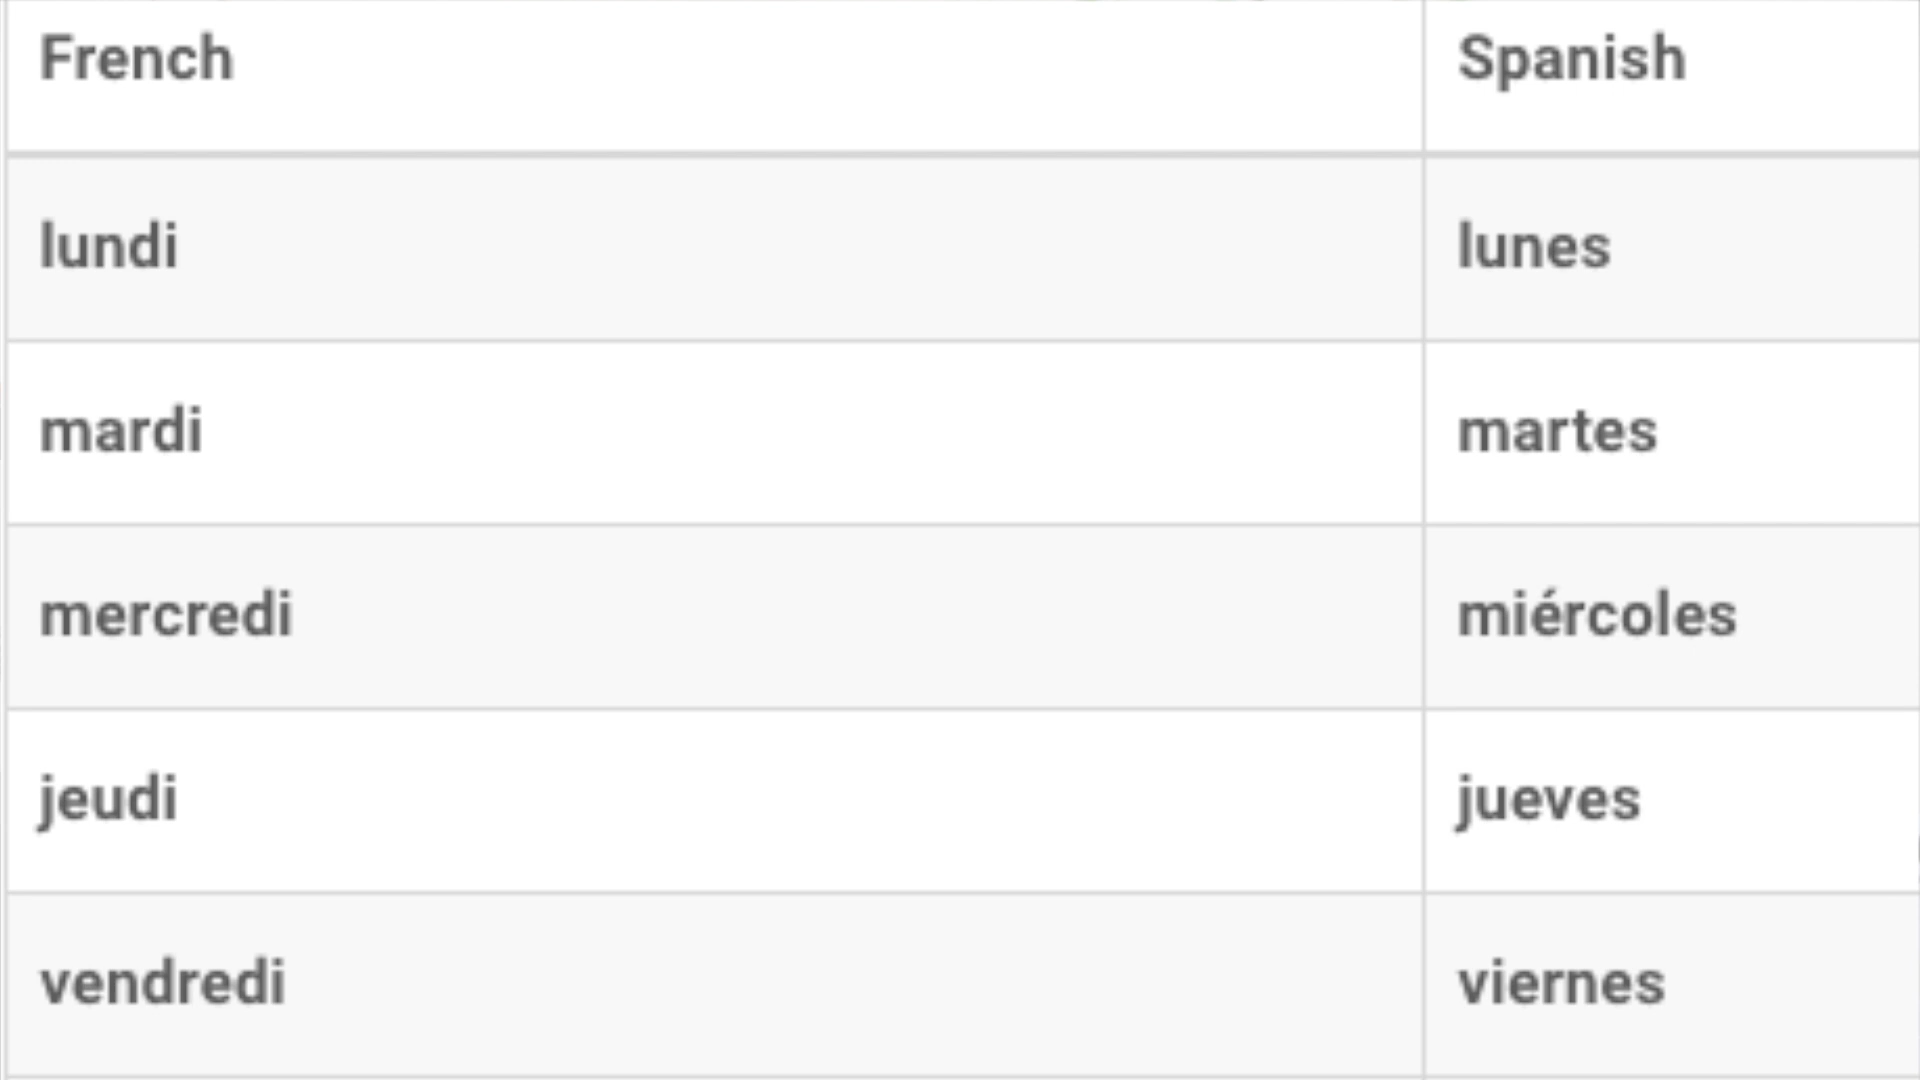 French Spanish
lundi lunes
mardi martes
mercredi miércoles
jeudi jueves
vendredi viernes